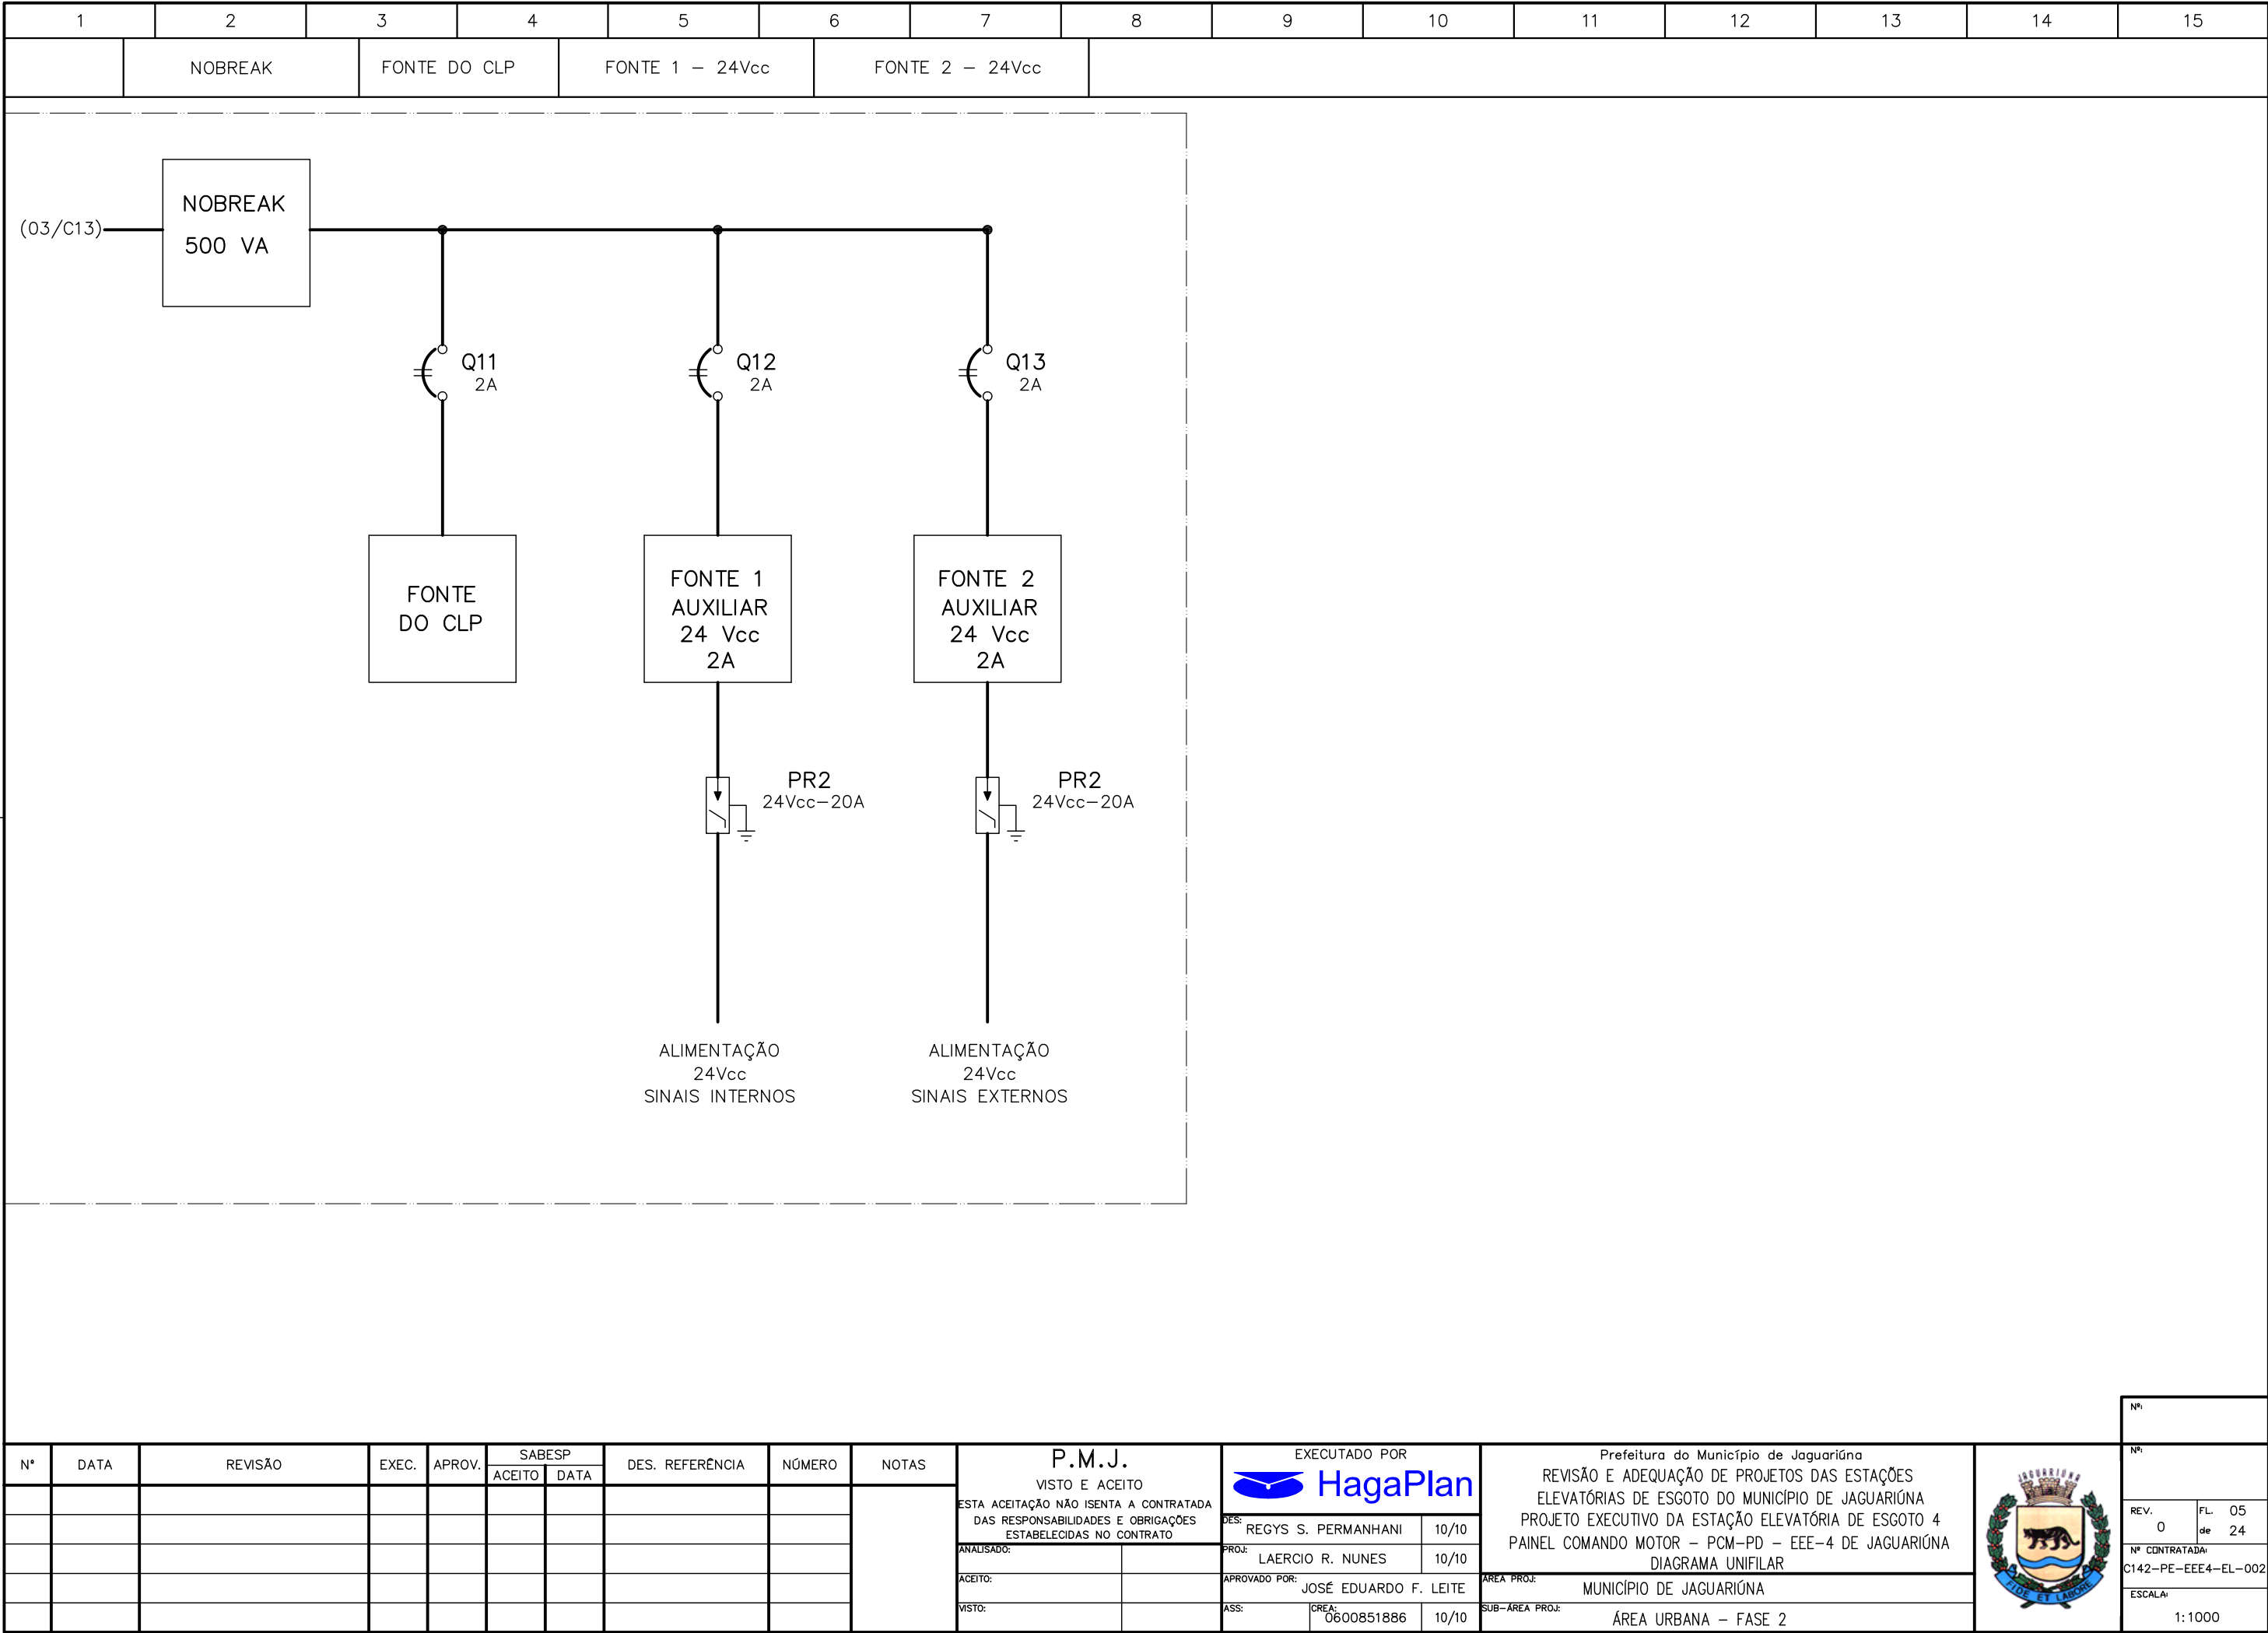 1 2 3 4 5 6 7 8 9 10 11 12 13 14 15
NOBREAK FONTE DO CLP FONTE 1 – 24Vcc FONTE 2 – 24Vcc
(03/C13)
NOBREAK
500 VA
Q11
2A
Q12
2A
Q13
2A
FONTE
DO CLP
FONTE 1
AUXILIAR
24 Vcc
2A
FONTE 2
AUXILIAR
24 Vcc
2A
PR2
24Vcc–20A
PR2
24Vcc–20A
ALIMENTAÇÃO
24Vcc
SINAIS INTERNOS
ALIMENTAÇÃO
24Vcc
SINAIS EXTERNOS
Nº DATA REVISÃO EXEC. APROV. SABESP DES. REFERÊNCIA NÚMERO NOTAS
ACEITO DATA
P.M.J.
VISTO E ACEITO
ESTA ACEITAÇÃO NÃO ISENTA A CONTRATADA
DAS RESPONSABILIDADES E OBRIGAÇÕES
ESTABELECIDAS NO CONTRATO
ANALISADO:
ACEITO:
VISTO:
EXECUTADO POR
HagaPlan
DES: REGYS S. PERMANHANI 10/10
PROJ: LAERCIO R. NUNES 10/10
APROVADO POR: JOSÉ EDUARDO F. LEITE
ASS: CREA: 0600851886 10/10
Prefeitura do Município de Jaguariúna
REVISÃO E ADEQUAÇÃO DE PROJETOS DAS ESTAÇÕES
ELEVATÓRIAS DE ESGOTO DO MUNICÍPIO DE JAGUARIÚNA
PROJETO EXECUTIVO DA ESTAÇÃO ELEVATÓRIA DE ESGOTO 4
PAINEL COMANDO MOTOR – PCM–PD – EEE–4 DE JAGUARIÚNA
DIAGRAMA UNIFILAR
ÁREA PROJ: MUNICÍPIO DE JAGUARIÚNA
SUB–ÁREA PROJ: ÁREA URBANA – FASE 2
JAGUARIÚNA
FIDE ET LABORE
Nº:
Nº:
REV. 0
FL. 05
de 24
Nº CONTRATADA:
C142–PE–EEE4–EL–002
ESCALA:
1:1000